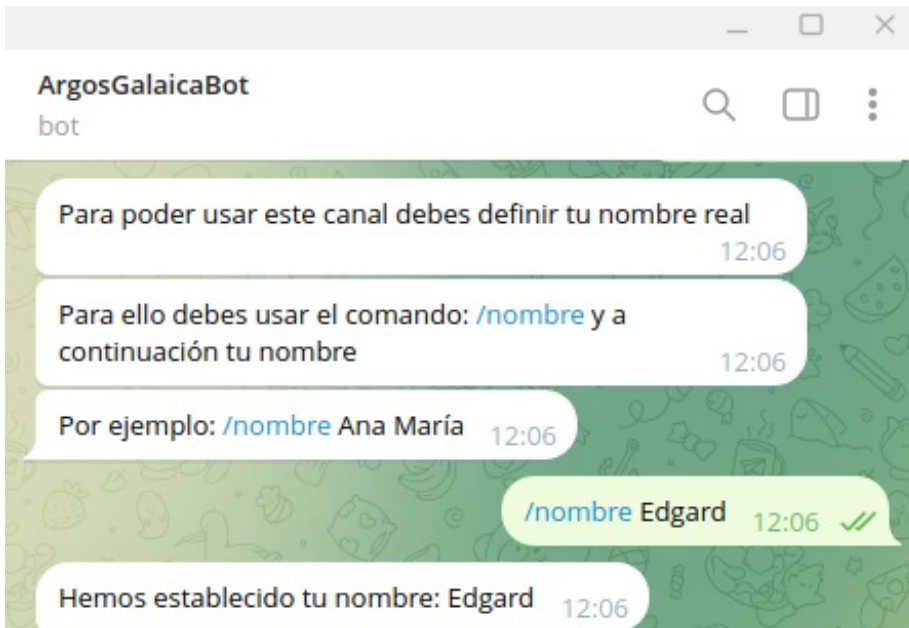 ArgosGalaicaBot
bot
Para poder usar este canal debes definir tu nombre real
12:06
Para ello debes usar el comando: /nombre y a
continuación tu nombre
12:06
Por ejemplo: /nombre Ana María 12:06
/nombre Edgard 12:06
Hemos establecido tu nombre: Edgard 12:06